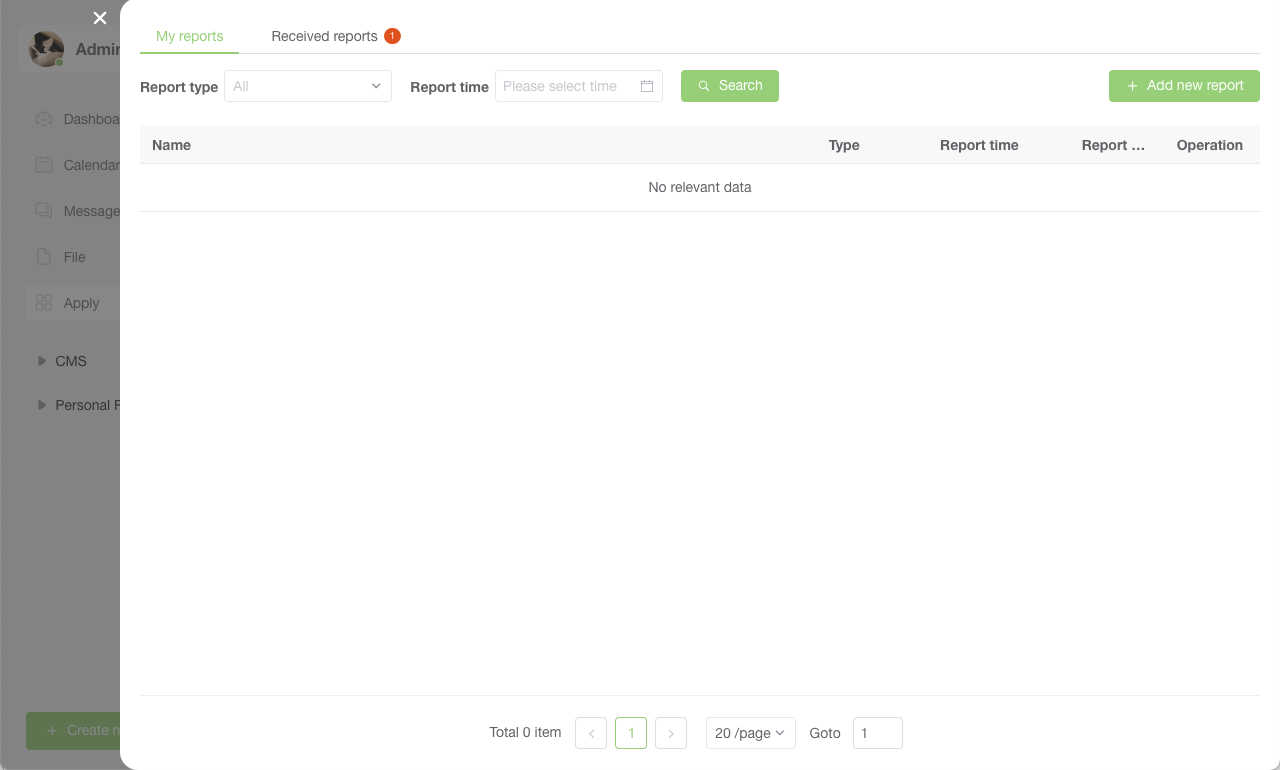 My reports
Received reports 1
Report type All
Report time Please select time
Search
Add new report
Name Type Report time Report ... Operation
No relevant data
Total 0 item 1 20 /page Goto 1
Admin
Dashboa
Calendar
Message
File
Apply
CMS
Personal
Create